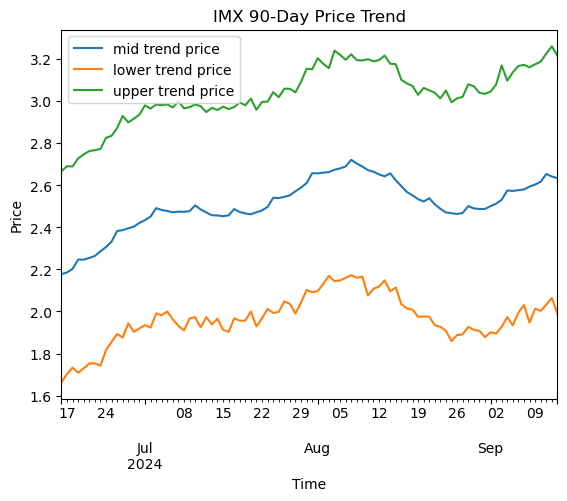 IMX 90-Day Price Trend
mid trend price
lower trend price
upper trend price
Price
3.2
3.0
2.8
2.6
2.4
2.2
2.0
1.8
1.6
17 24 08 15 22 29 05 12 19 26 02 09
Jul Aug Sep
2024
Time